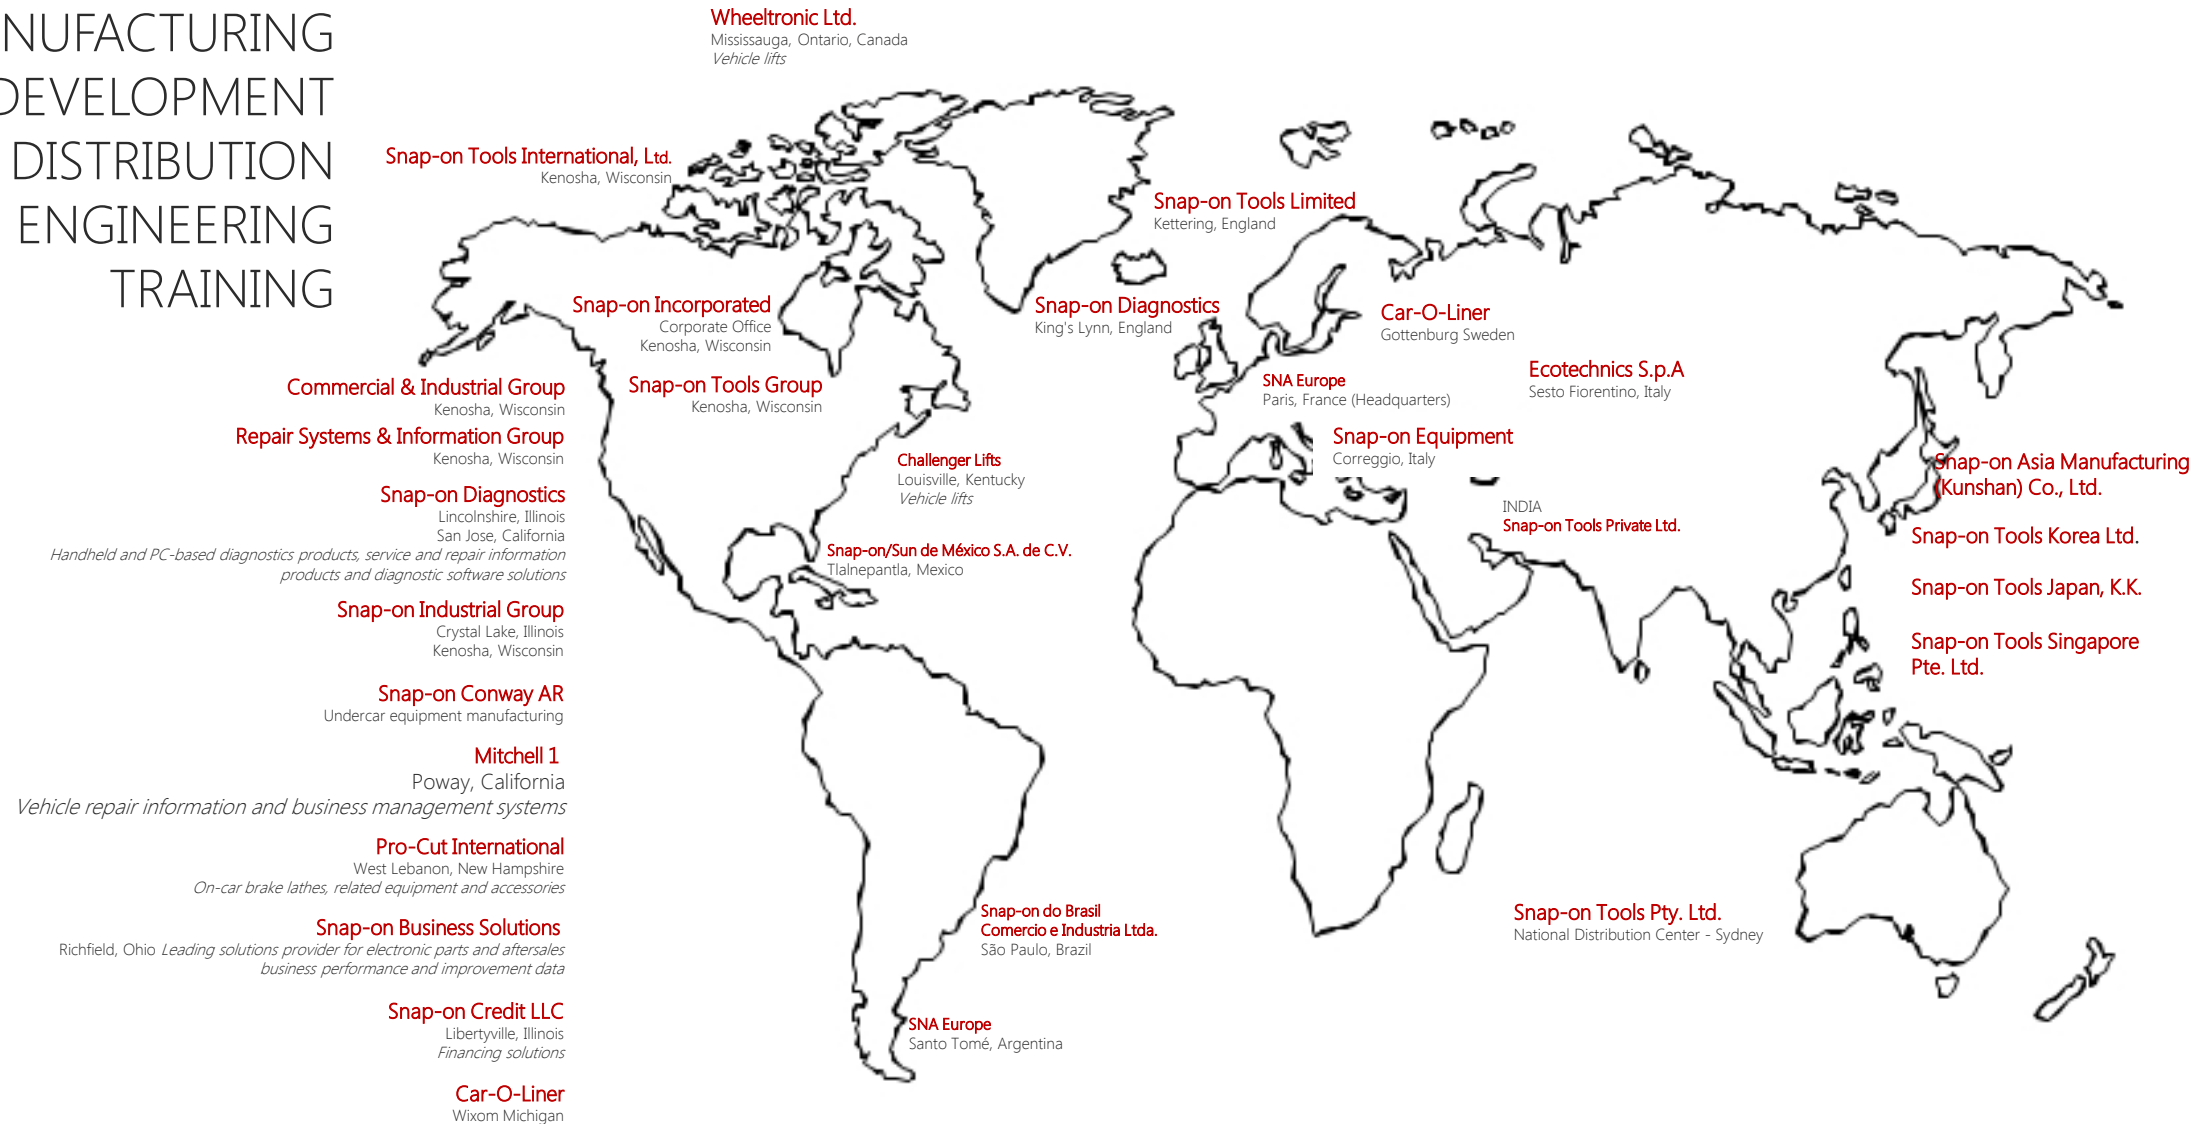 NUFACTURING
DEVELOPMENT
DISTRIBUTION
ENGINEERING
TRAINING
Wheeltronic Ltd.
Mississauga, Ontario, Canada
Vehicle lifts
Snap-on Tools International, Ltd.
Kenosha, Wisconsin
Snap-on Incorporated
Corporate Office
Kenosha, Wisconsin
Snap-on Tools Group
Kenosha, Wisconsin
Commercial & Industrial Group
Kenosha, Wisconsin
Repair Systems & Information Group
Kenosha, Wisconsin
Snap-on Diagnostics
Lincolnshire, Illinois
San Jose, California
Handheld and PC-based diagnostics products, service and repair information
products and diagnostic software solutions
Snap-on Industrial Group
Crystal Lake, Illinois
Kenosha, Wisconsin
Snap-on Conway AR
Undercar equipment manufacturing
Mitchell 1
Poway, California
Vehicle repair information and business management systems
Pro-Cut International
West Lebanon, New Hampshire
On-car brake lathes, related equipment and accessories
Snap-on Business Solutions
Richfield, Ohio Leading solutions provider for electronic parts and aftersales
business performance and improvement data
Snap-on Credit LLC
Libertyville, Illinois
Financing solutions
Car-O-Liner
Wixom Michigan
Challenger Lifts
Louisville, Kentucky
Vehicle lifts
Snap-on/Sun de México S.A. de C.V.
Tlalnepantla, Mexico
Snap-on do Brasil
Comercio e Industria Ltda.
São Paulo, Brazil
SNA Europe
Santo Tomé, Argentina
Snap-on Tools Limited
Kettering, England
Snap-on Diagnostics
King's Lynn, England
Car-O-Liner
Gottenburg Sweden
SNA Europe
Paris, France (Headquarters)
Ecotechnics S.p.A
Sesto Fiorentino, Italy
Snap-on Equipment
Correggio, Italy
INDIA
Snap-on Tools Private Ltd.
Snap-on Asia Manufacturing
(Kunshan) Co., Ltd.
Snap-on Tools Korea Ltd.
Snap-on Tools Japan, K.K.
Snap-on Tools Singapore
Pte. Ltd.
Snap-on Tools Pty. Ltd.
National Distribution Center - Sydney